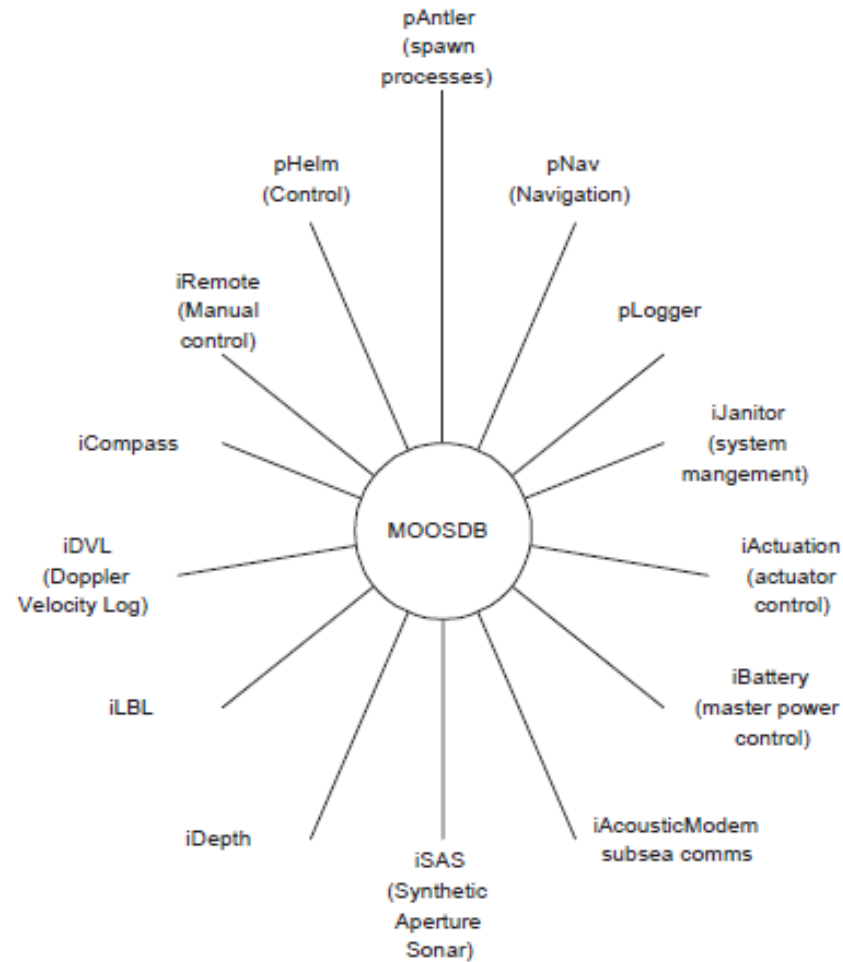 pAntler
(spawn
processes)
pHelm
(Control)
pNav
(Navigation)
iRemote
(Manual
control)
pLogger
iCompass
iJanitor
(system
mangement)
MOOSDB
iDVL
(Doppler
Velocity Log)
iActuation
(actuator
control)
iLBL
iBattery
(master power
control)
iDepth
iSAS
(Synthetic
Aperture
Sonar)
iAcousticModem
subsea comms